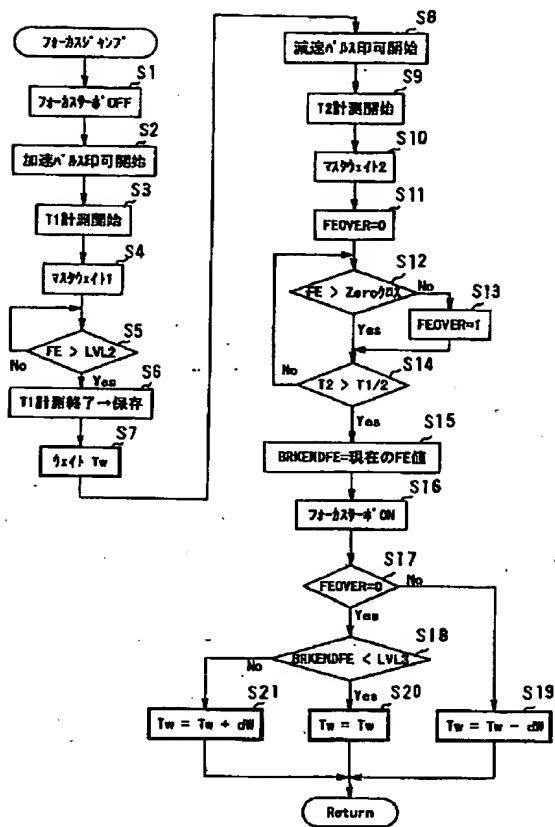 フォーカスジャンプ
S1
フォーカスサーボOFF
S2
加速パルス印可開始
S3
T1計測開始
S4
マスクウェイト1
S5
FE > LVL2
No
Yes
S6
T1計測終了→保存
S7
ウェイト Tw
S8
減速パルス印可開始
S9
T2計測開始
S10
マスクウェイト2
S11
FEOVER=0
S12
FE > Zeroクロス
No
S13
FEOVER=1
Yes
S14
T2 > T1/2
No
Yes
S15
BRKENDFE=現在のFE値
S16
フォーカスサーボON
S17
FEOVER=0
No
Yes
S18
BRKENDFE < LVL3
No
Yes
S21
Tw = Tw + dW
S20
Tw = Tw
S19
Tw = Tw - dW
Return